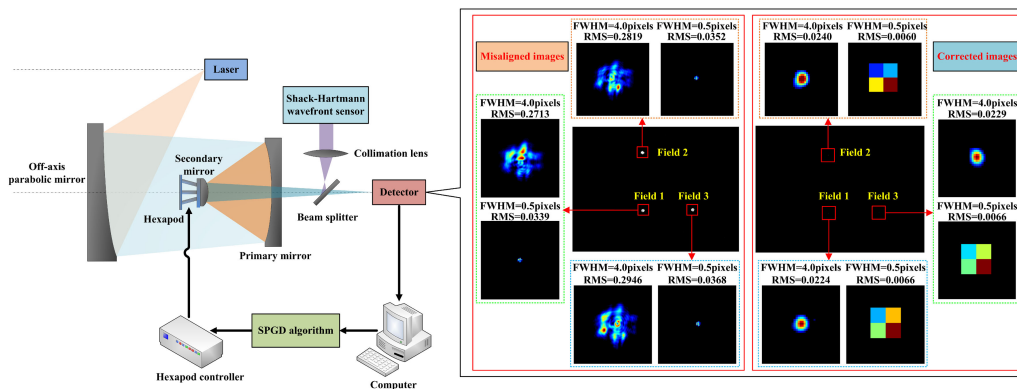 Laser
Shack-Hartmann
wavefront sensor
Collimation lens
Off-axis
parabolic mirror
Secondary
mirror
Hexapod
Beam splitter
Detector
Primary mirror
SPGD algorithm
Hexapod controller
Computer
Misaligned images
FWHM=4.0pixels
RMS=0.2819
FWHM=0.5pixels
RMS=0.0352
FWHM=4.0pixels
RMS=0.2713
FWHM=0.5pixels
RMS=0.0339
Field 2
Field 1
Field 3
FWHM=4.0pixels
RMS=0.2946
FWHM=0.5pixels
RMS=0.0368
FWHM=4.0pixels
RMS=0.0240
FWHM=0.5pixels
RMS=0.0060
Corrected images
FWHM=4.0pixels
RMS=0.0229
Field 2
Field 1
Field 3
FWHM=0.5pixels
RMS=0.0066
FWHM=4.0pixels
RMS=0.0224
FWHM=0.5pixels
RMS=0.0066